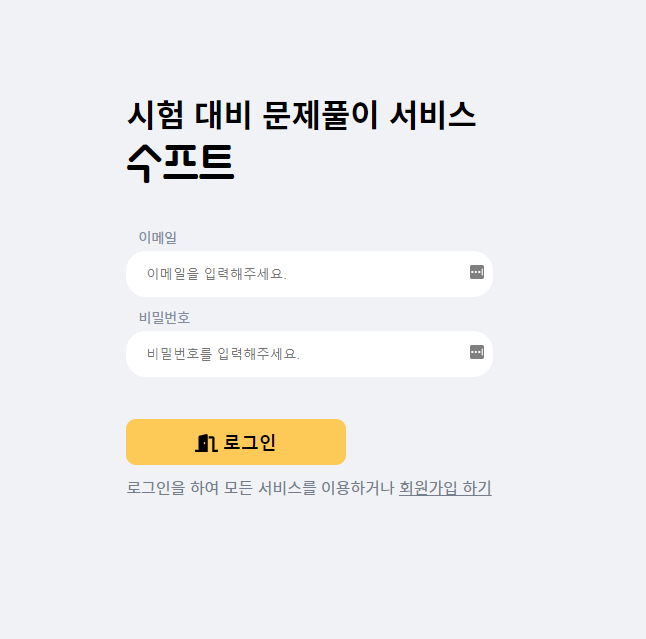 시험 대비 문제풀이 서비스
수프트
이메일
이메일을 입력해주세요.
비밀번호
비밀번호를 입력해주세요.
로그인
로그인을 하여 모든 서비스를 이용하거나 회원가입 하기